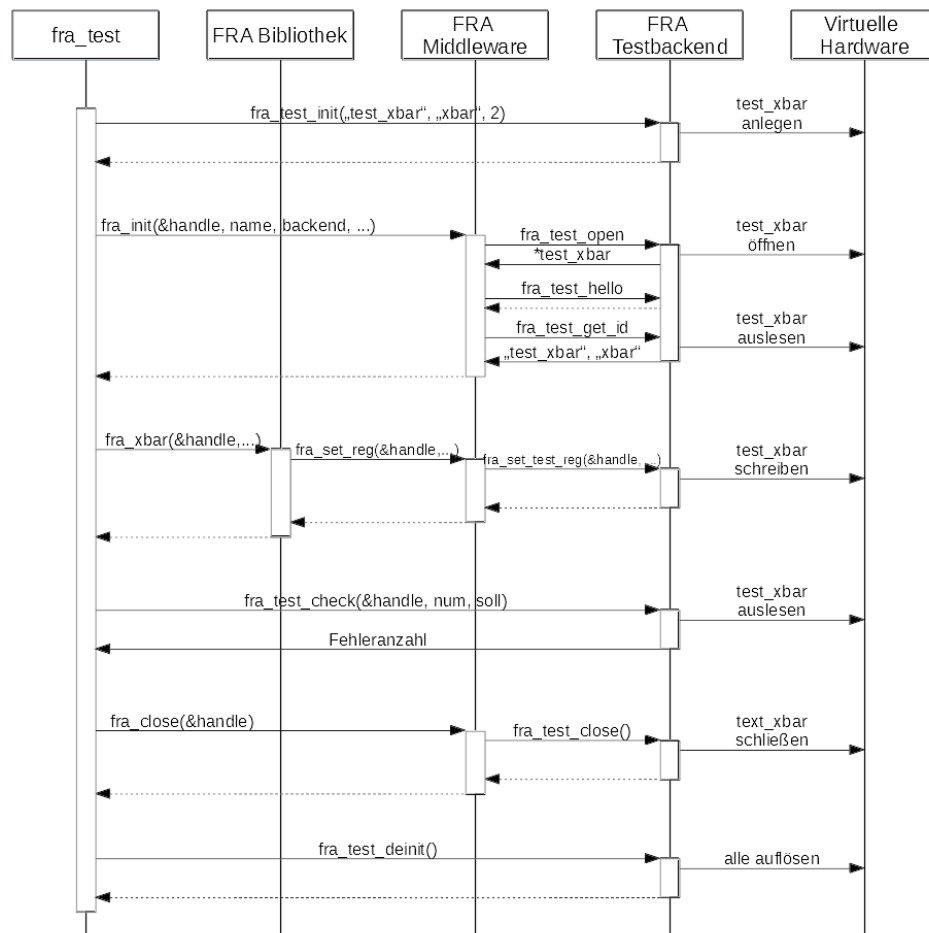 fra_test
FRA Bibliothek
FRA
Middleware
FRA
Testbackend
Virtuelle
Hardware
fra_test_init(„test_xbar“, „xbar“, 2)
test_xbar
anlegen
fra_init(&handle, name, backend, ...)
fra_test_open
test_xbar
öffnen
*test_xbar
fra_test_hello
fra_test_get_id
test_xbar
auslesen
„test_xbar“, „xbar“
fra_xbar(&handle,...)
fra_set_reg(&handle,...)
fra_set_test_reg(&handle, ...)
test_xbar
schreiben
fra_test_check(&handle, num, soll)
test_xbar
auslesen
Fehleranzahl
fra_close(&handle)
fra_test_close()
text_xbar
schließen
fra_test_deinit()
alle auflösen